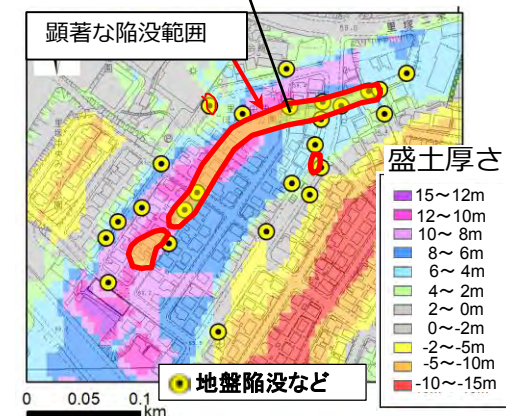 顕著な陥没範囲
盛土厚さ
15～12m
12～10m
10～ 8m
8～ 6m
6～ 4m
4～ 2m
2～ 0m
0～-2m
-2～-5m
-5～-10m
-10～-15m
地盤陥没など
0 0.05 0.1
km